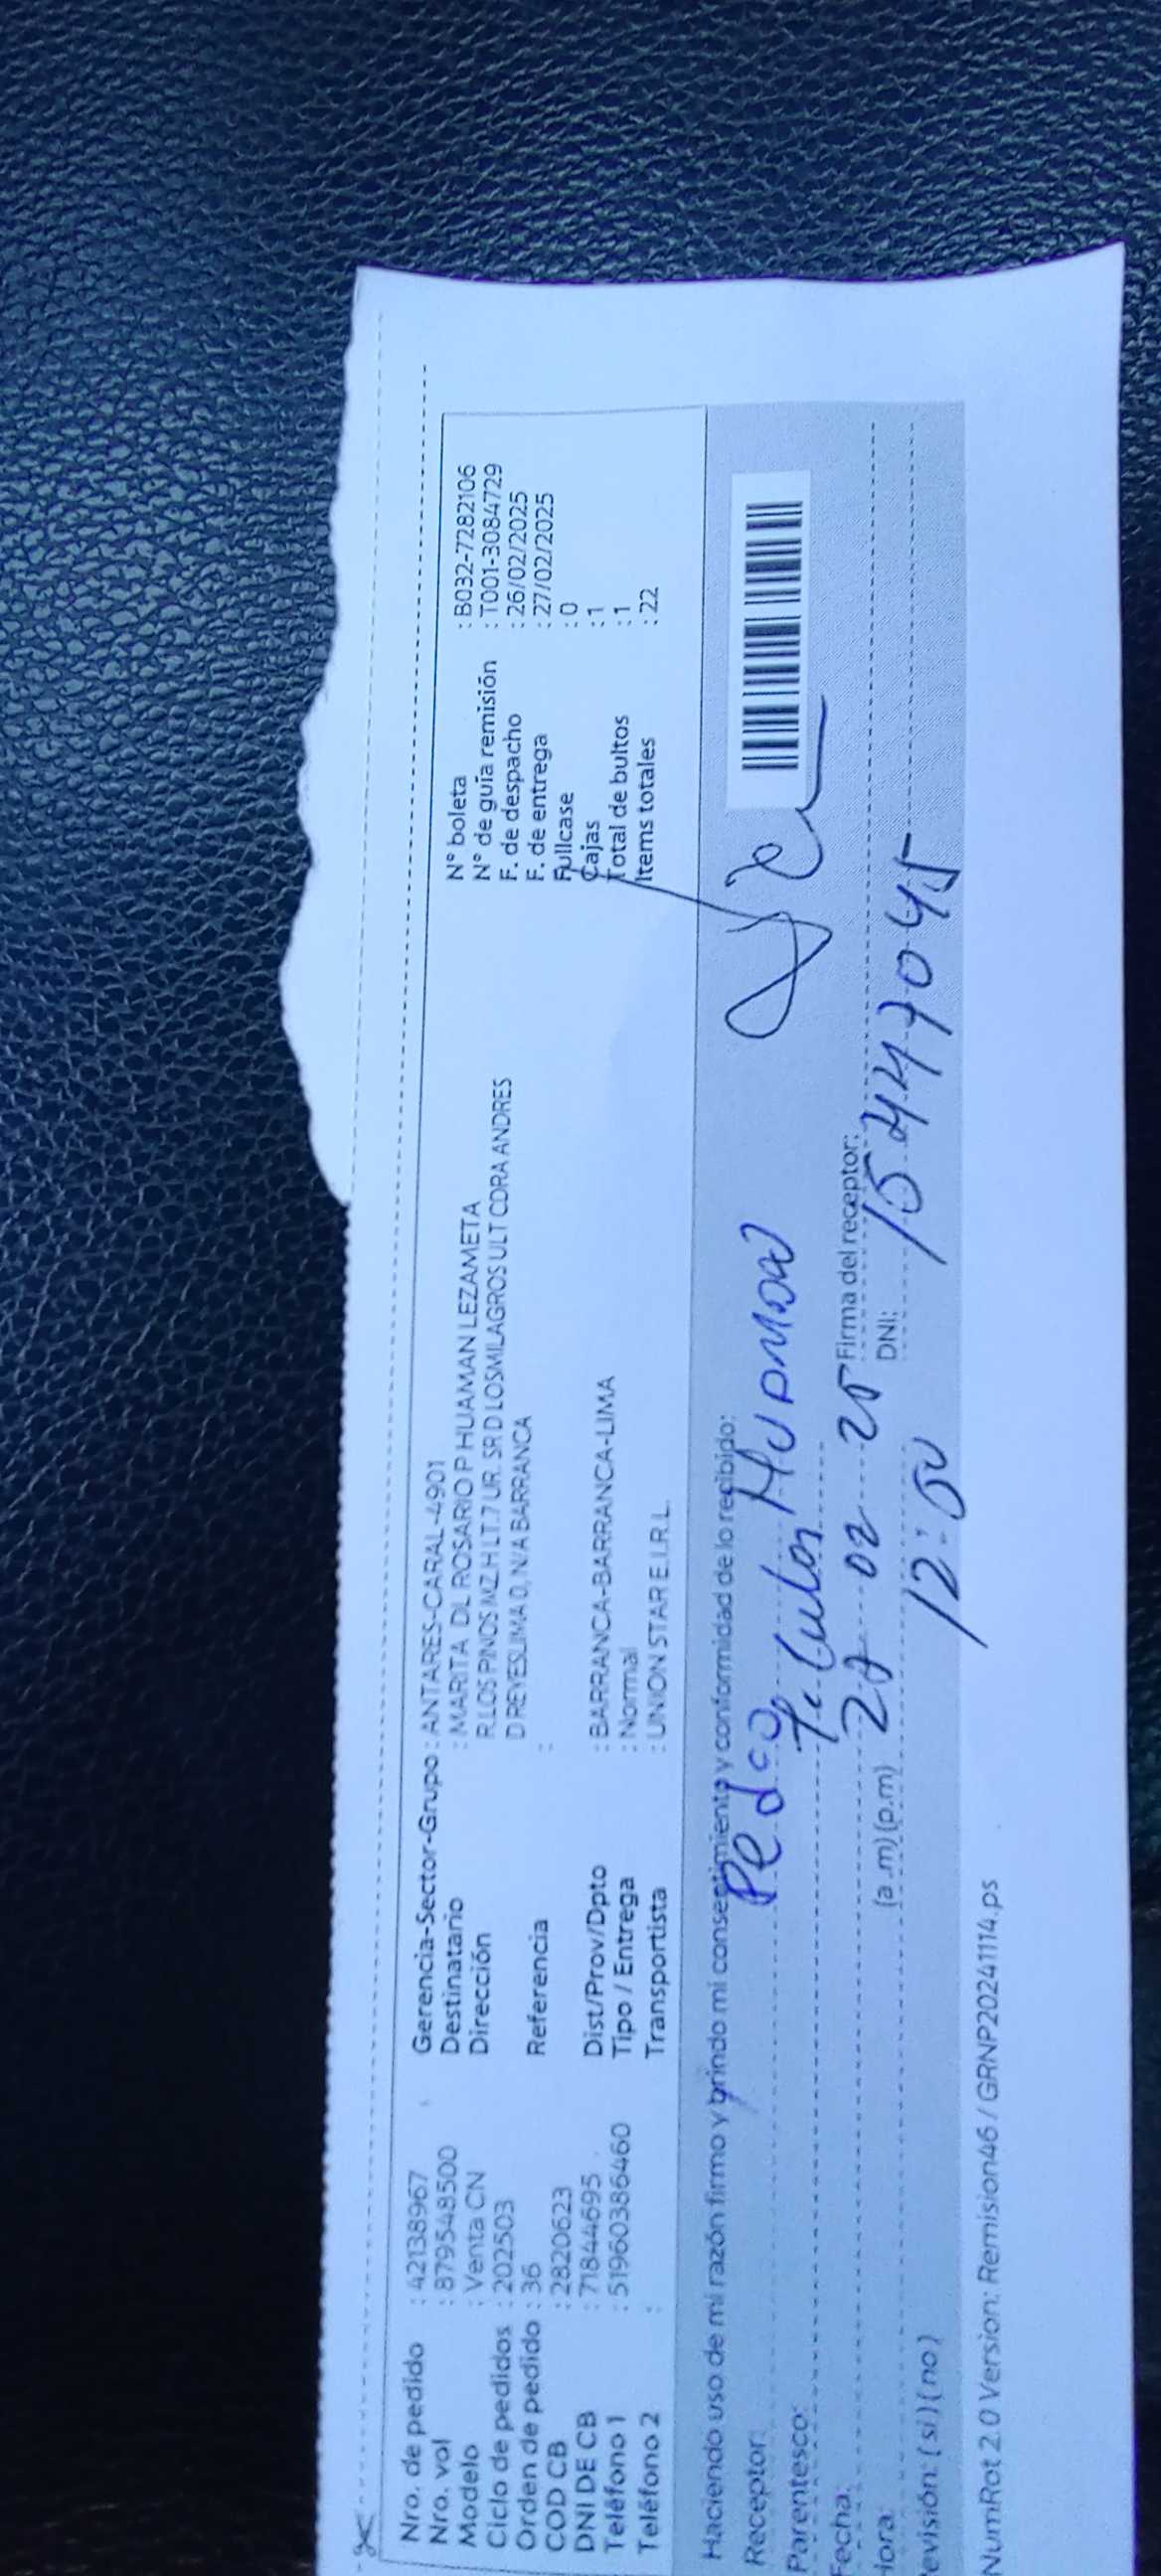 Nro. de pedido : 42138967
Nro. vol : 879548500
Modelo : Venta CN
Ciclo de pedidos : 202503
Orden de pedido : 36
COD CB : 2820623
DNI DE CB : 71844695
Teléfono 1 : 51960386460
Teléfono 2 :
Gerencia-Sector-Grupo : ANTARES-CARAL-4901
Destinatario : MARITA DL ROSARIO P HUAMAN LEZAMETA
Dirección R LOS PINOS MZ.H LT.7 UR. SR D LOSMILAGROS ULT CDRA ANDRES
D REYESLIMA 0, N/A BARRANCA
Referencia :
Dist/Prov/Dpto : BARRANCA-BARRANCA-LIMA
Tipo / Entrega : Normal
Transportista : UNION STAR E.I.R.L.
N° boleta : B032-7282106
N° de guía remisión : T001-3084729
F. de despacho : 26/02/2025
F. de entrega : 27/02/2025
Fullcase : 0
Cajas : 1
Total de bultos : 1
Items totales : 22
Haciendo uso de mi razón firmo y brindo mi consentimiento y conformidad de lo recibido:
Receptor: Pedro
Parentesco:
Fecha: 27 02 25
Hora: (a.m) (p.m) 12:00
evisión: (si) (no)
Firma del receptor:
DNI: 15447045
NumRot 2.0 Version: Remision46 / GRNP20241114.ps